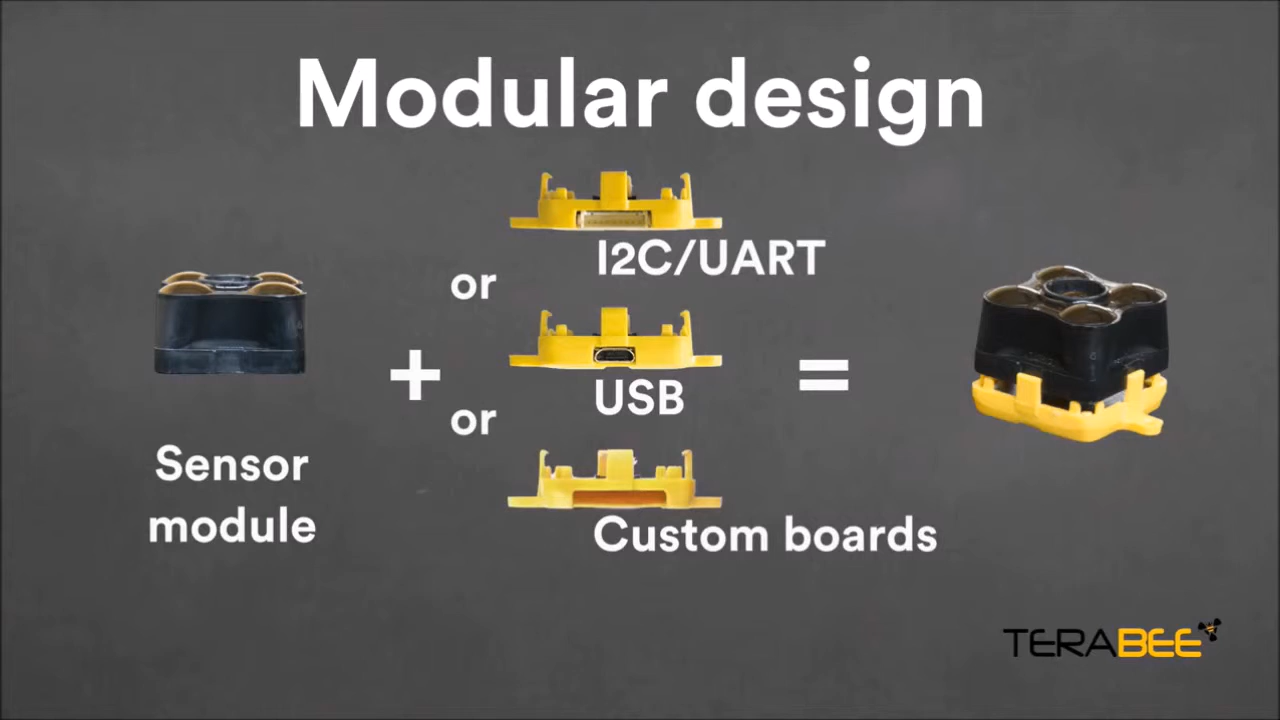 Modular design
I2C/UART
or
+
=
USB
or
Sensor
module
Custom boards
TERABEE